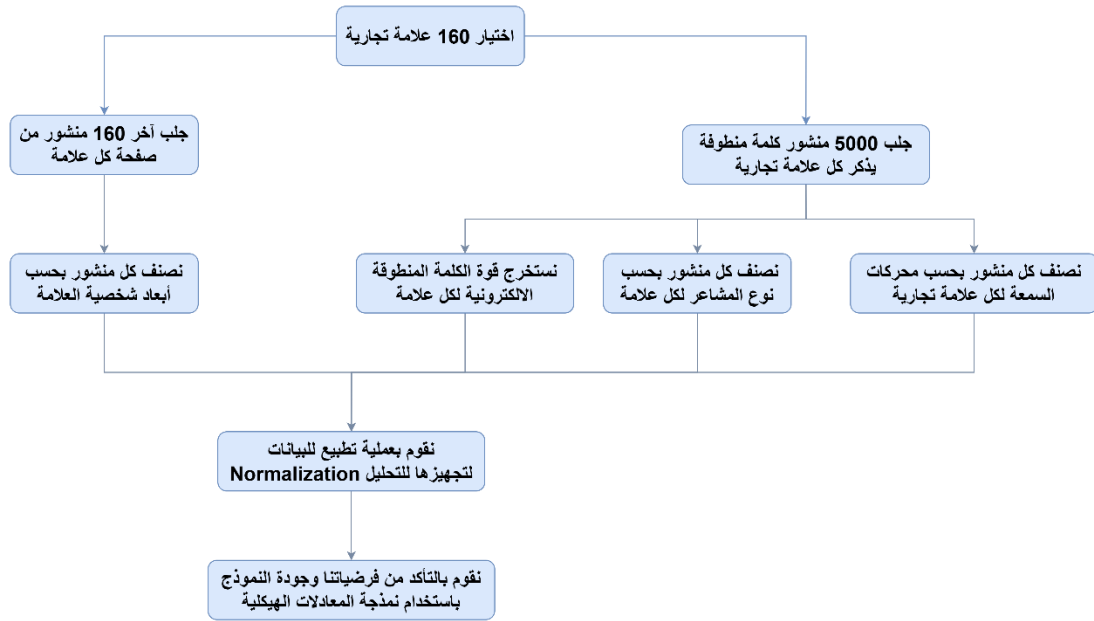 اختيار 160 علامة تجارية
جلب آخر 160 منشور من
صفحة كل علامة
جلب 5000 منشور كلمة منطوفة
يذكر كل علامة تجارية
نصنف كل منشور بحسب
أبعاد شخصية العلامة
نستخرج قوة الكلمة المنطوقة
الالكترونية لكل علامة
نصنف كل منشور بحسب
نوع المشاعر لكل علامة
نصنف كل منشور بحسب محركات
السمعة لكل علامة تجارية
نقوم بعملية تطبيع للبيانات
لتجهيزها للتحليل Normalization
نقوم بالتأكد من فرضياتنا وجودة النموذج
باستخدام نمذجة المعادلات الهيكلية